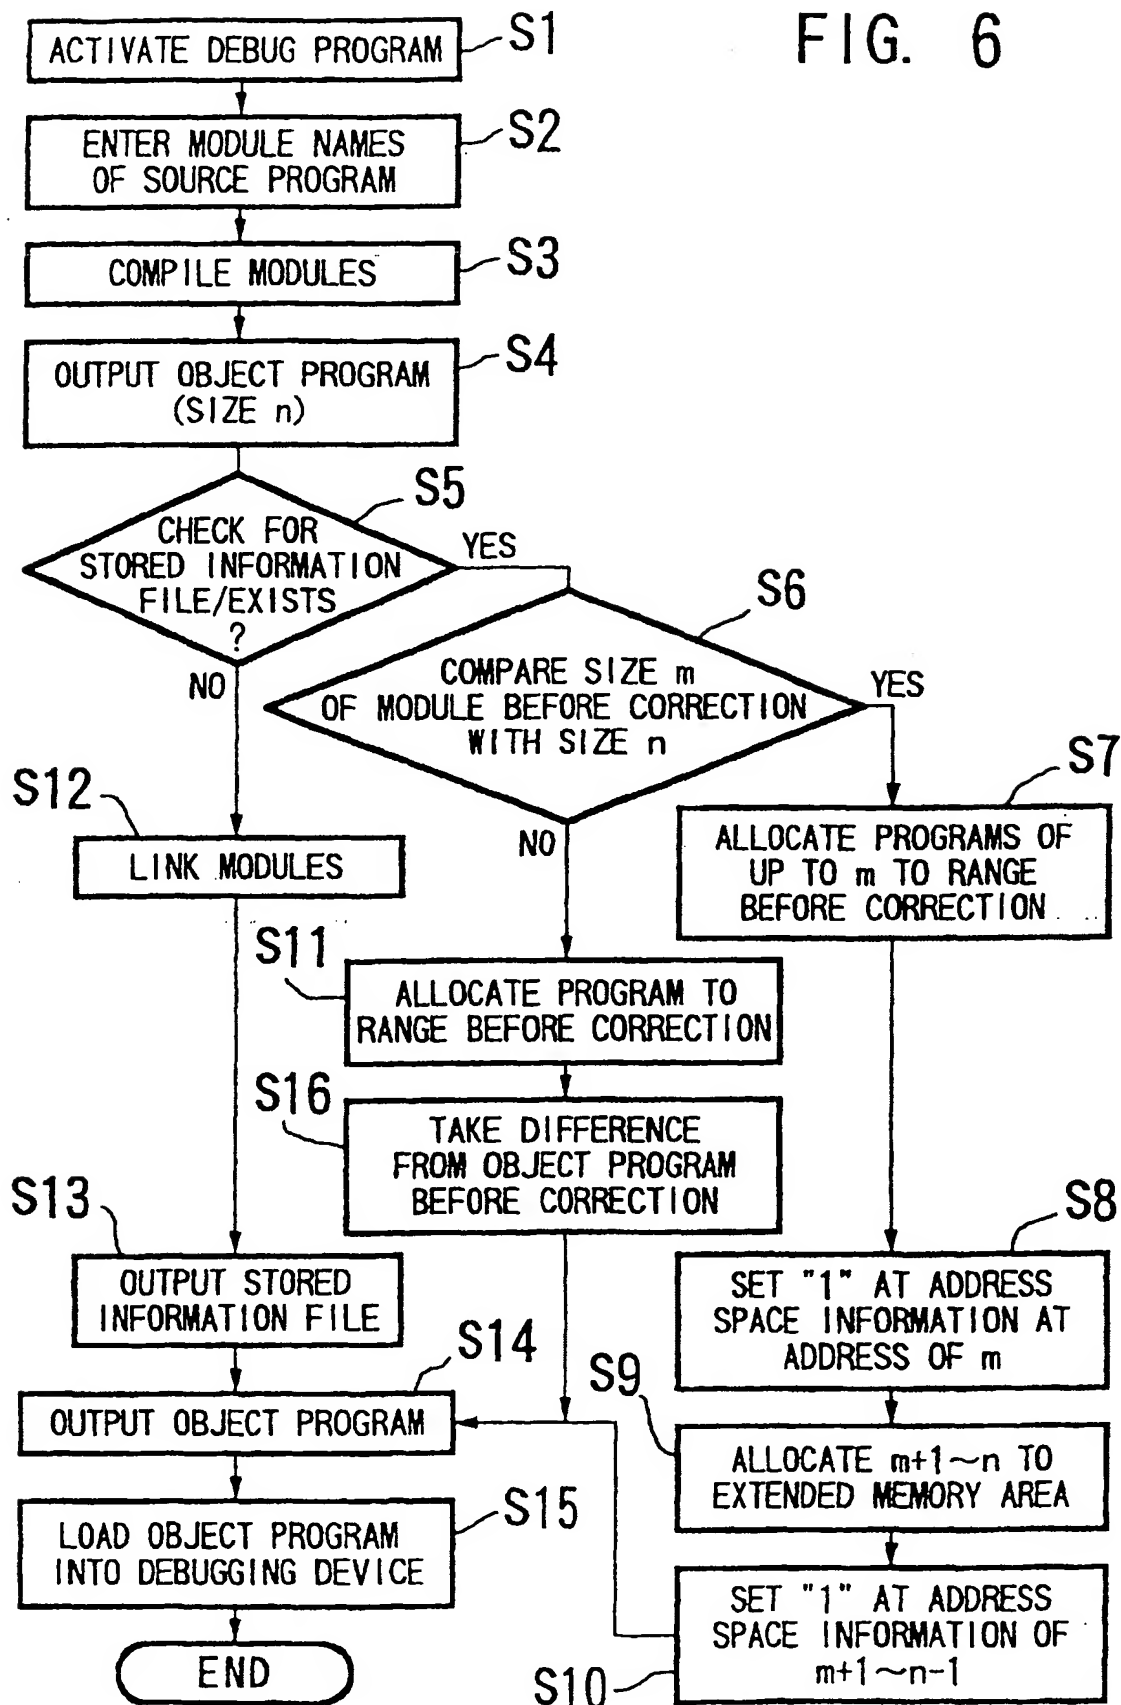 FIG. 6
ACTIVATE DEBUG PROGRAM
S1
ENTER MODULE NAMES
OF SOURCE PROGRAM
S2
COMPILE MODULES
S3
OUTPUT OBJECT PROGRAM
(SIZE n)
S4
CHECK FOR
STORED INFORMATION
FILE/EXISTS
?
S5
YES
NO
COMPARE SIZE m
OF MODULE BEFORE CORRECTION
WITH SIZE n
S6
YES
NO
S7
ALLOCATE PROGRAMS OF
UP TO m TO RANGE
BEFORE CORRECTION
S12
LINK MODULES
S11
ALLOCATE PROGRAM TO
RANGE BEFORE CORRECTION
S16
TAKE DIFFERENCE
FROM OBJECT PROGRAM
BEFORE CORRECTION
S13
OUTPUT STORED
INFORMATION FILE
S8
SET "1" AT ADDRESS
SPACE INFORMATION AT
ADDRESS OF m
S14
OUTPUT OBJECT PROGRAM
S9
ALLOCATE m+1~n TO
EXTENDED MEMORY AREA
S15
LOAD OBJECT PROGRAM
INTO DEBUGGING DEVICE
SET "1" AT ADDRESS
SPACE INFORMATION OF
m+1~n-1
S10
END